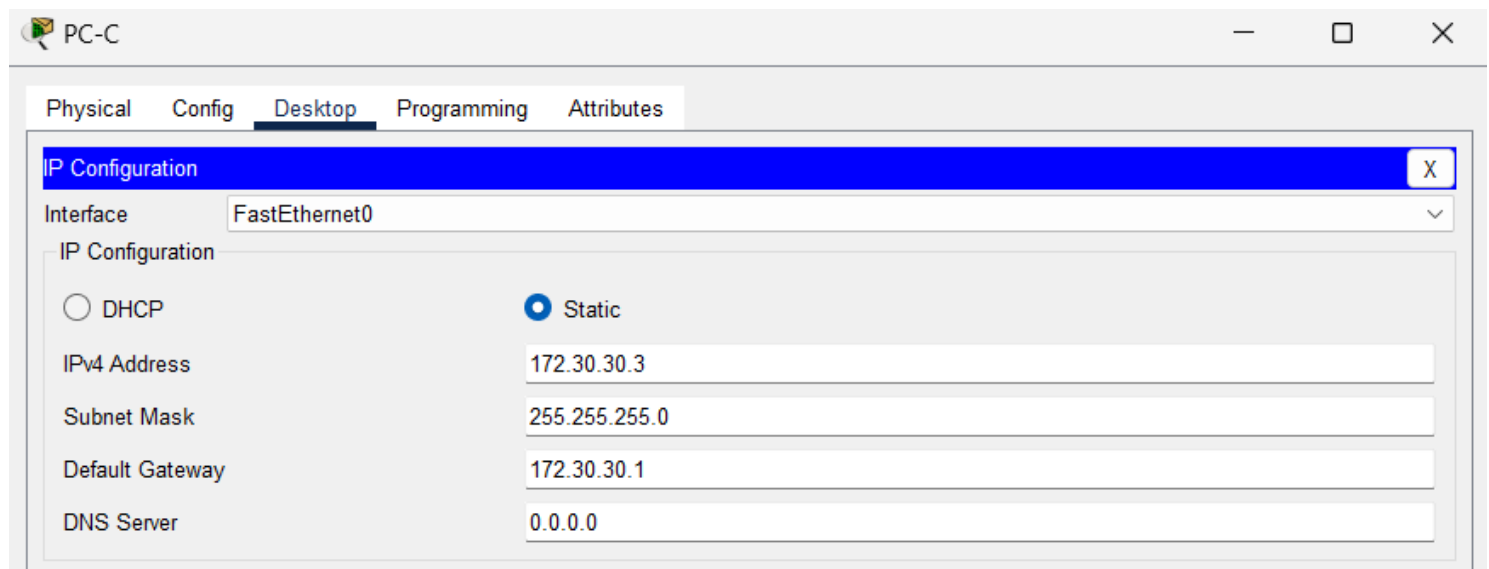 PC-C
Physical Config Desktop Programming Attributes
IP Configuration X
Interface FastEthernet0
IP Configuration
DHCP Static
IPv4 Address 172.30.30.3
Subnet Mask 255.255.255.0
Default Gateway 172.30.30.1
DNS Server 0.0.0.0